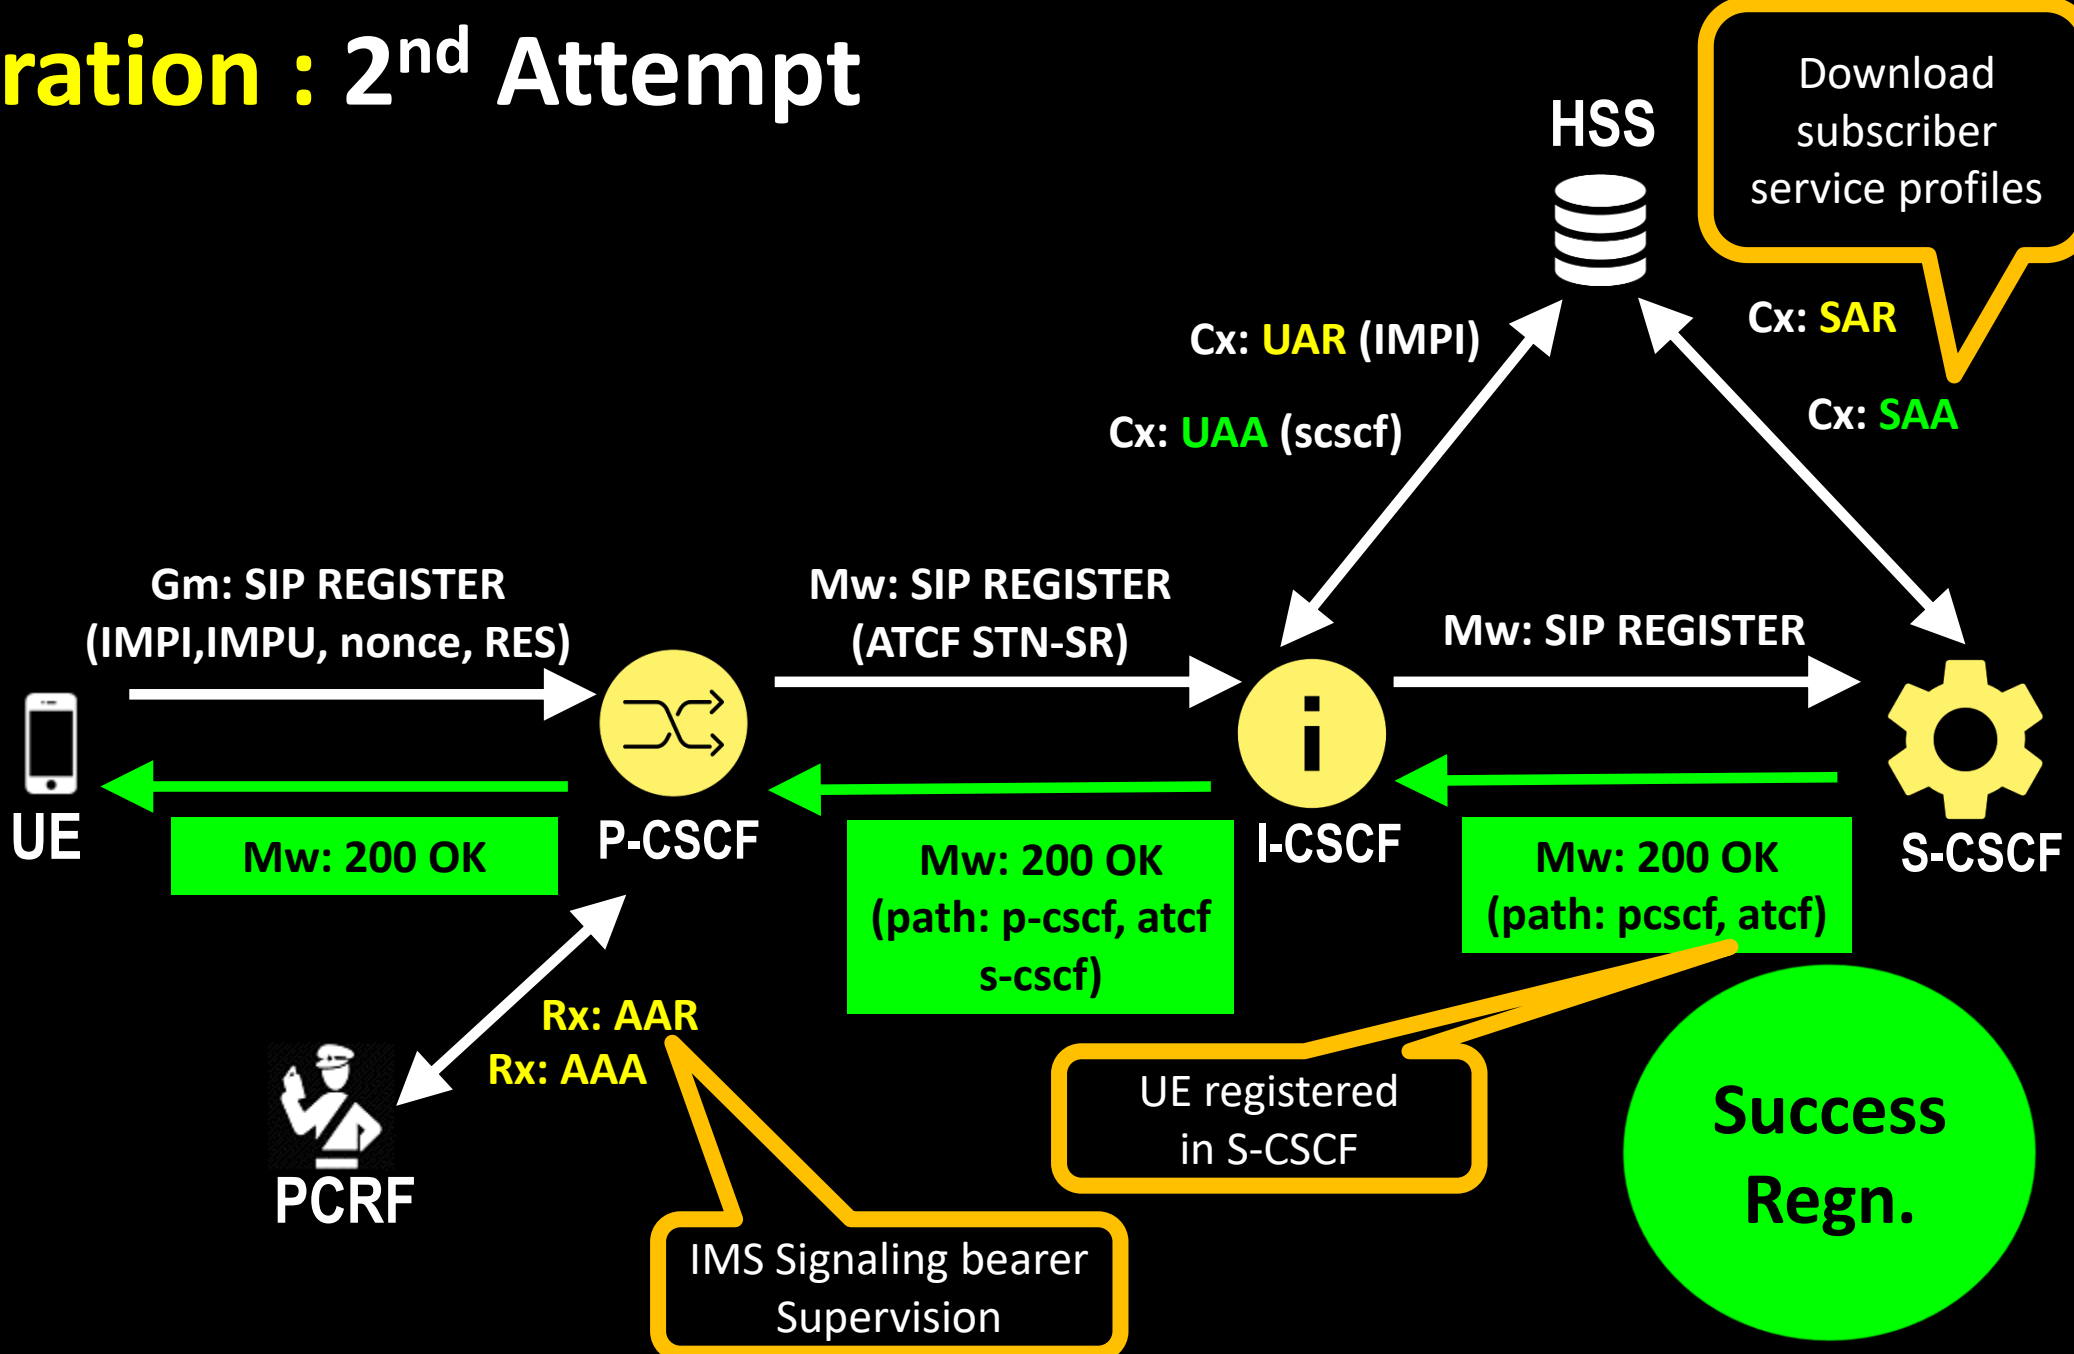 ration : 2nd Attempt
HSS
Download
subscriber
service profiles
Cx: UAR (IMPI)
Cx: SAR
Cx: UAA (scscf)
Cx: SAA
Gm: SIP REGISTER
(IMPI,IMPU, nonce, RES)
Mw: SIP REGISTER
(ATCF STN-SR)
Mw: SIP REGISTER
i
UE
P-CSCF
I-CSCF
S-CSCF
Mw: 200 OK
Mw: 200 OK
(path: p-cscf, atcf
s-cscf)
Mw: 200 OK
(path: pcscf, atcf)
Rx: AAR
Rx: AAA
PCRF
UE registered
in S-CSCF
Success
Regn.
IMS Signaling bearer
Supervision